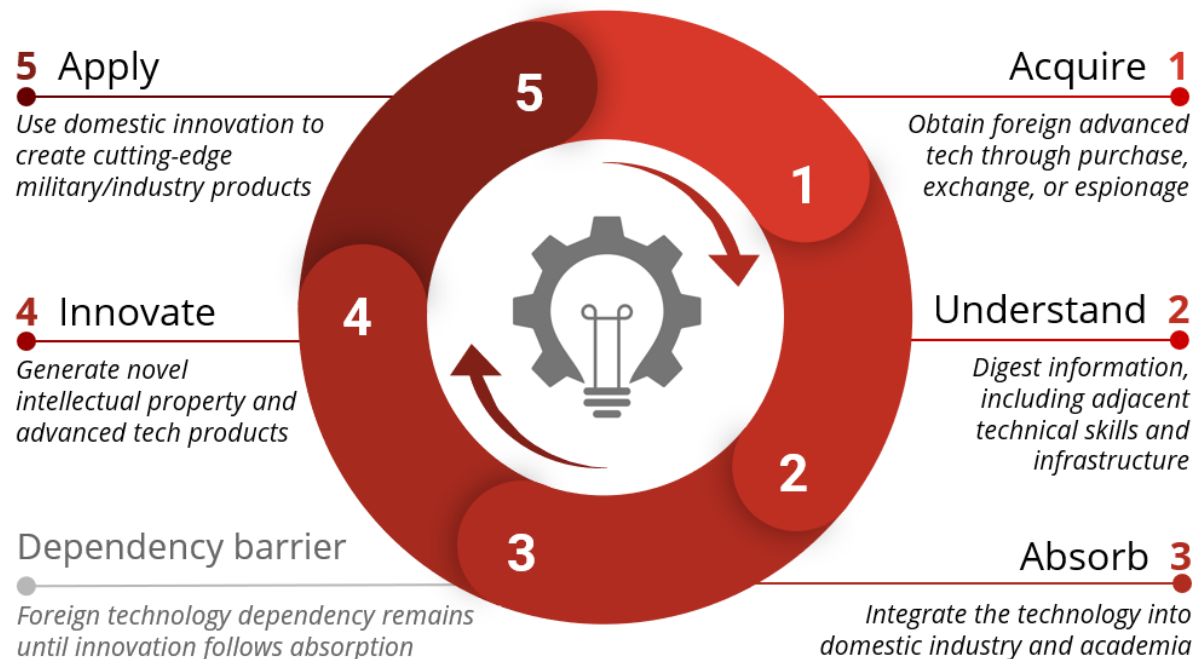 5 Apply
Use domestic innovation to
create cutting-edge
military/industry products
Acquire 1
Obtain foreign advanced
tech through purchase,
exchange, or espionage
4 Innovate
Generate novel
intellectual property and
advanced tech products
Understand 2
Digest information,
including adjacent
technical skills and
infrastructure
Dependency barrier
Foreign technology dependency remains
until innovation follows absorption
Absorb 3
Integrate the technology into
domestic industry and academia
5
1
4
2
3